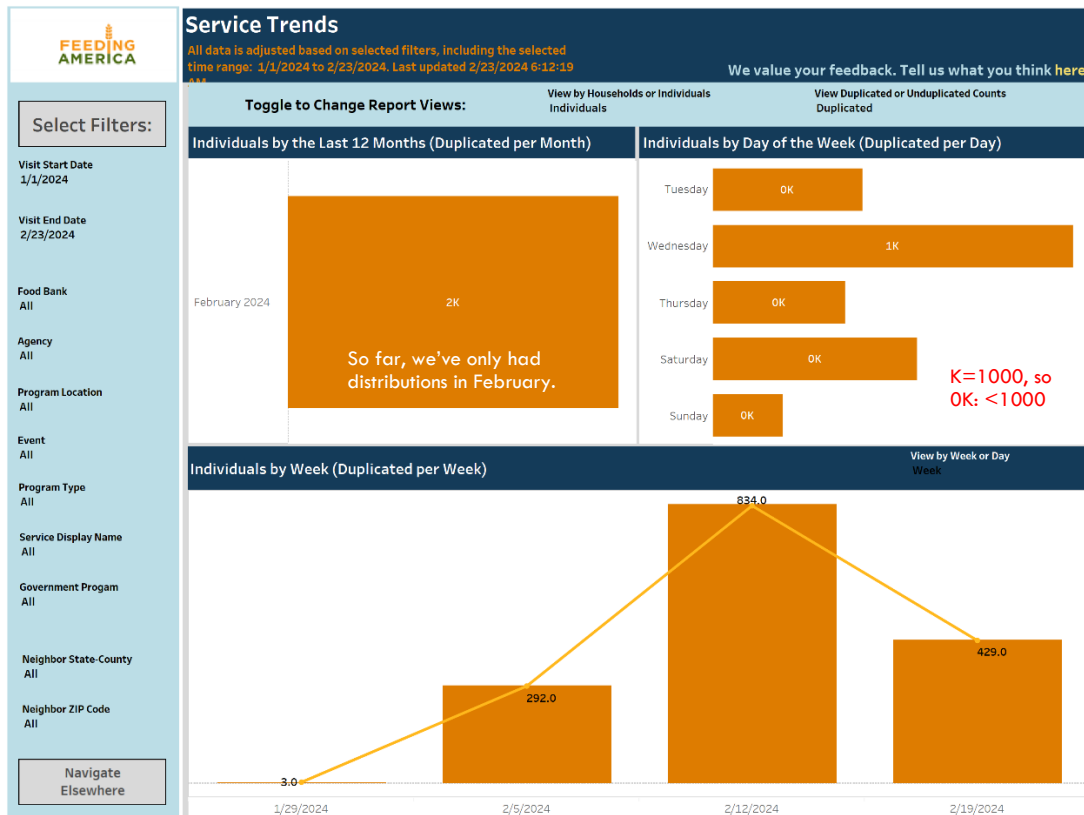 FEEDING
AMERICA
Service Trends
All data is adjusted based on selected filters, including the selected
time range: 1/1/2024 to 2/23/2024. Last updated 2/23/2024 6:12:19
AM
We value your feedback. Tell us what you think here
Toggle to Change Report Views:
View by Households or Individuals
Individuals
View Duplicated or Unduplicated Counts
Duplicated
Select Filters:
Visit Start Date
1/1/2024
Visit End Date
2/23/2024
Food Bank
All
Agency
All
Program Location
All
Event
All
Program Type
All
Service Display Name
All
Government Progam
All
Neighbor State-County
All
Neighbor ZIP Code
All
Navigate
Elsewhere
Individuals by the Last 12 Months (Duplicated per Month)
February 2024
2K
So far, we've only had
distributions in February.
Individuals by Day of the Week (Duplicated per Day)
Tuesday
0K
Wednesday
1K
Thursday
0K
Saturday
0K
Sunday
0K
K=1000, so
0K: <1000
Individuals by Week (Duplicated per Week)
View by Week or Day
Week
3.0
292.0
834.0
429.0
1/29/2024
2/5/2024
2/12/2024
2/19/2024